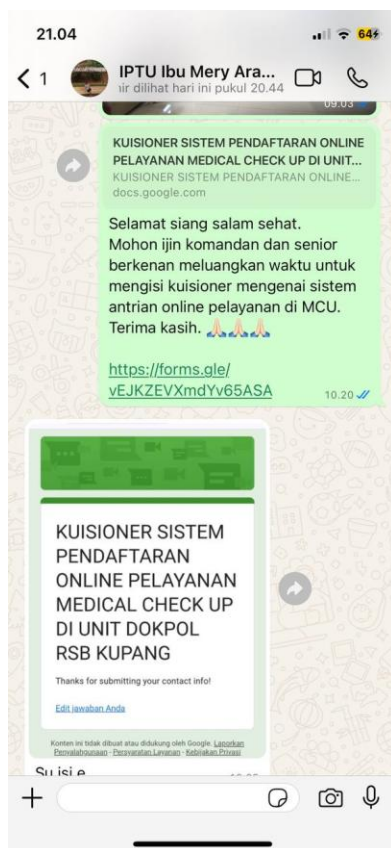 21.04
64
1
IPTU Ibu Mery Ara...
ir dilihat hari ini pukul 20.44
09.03
KUISIONER SISTEM PENDAFTARAN ONLINE
PELAYANAN MEDICAL CHECK UP DI UNIT...
KUISIONER SISTEM PENDAFTARAN ONLINE...
docs.google.com
Selamat siang salam sehat.
Mohon ijin komandan dan senior
berkenan meluangkan waktu untuk
mengisi kuisioner mengenai sistem
antrian online pelayanan di MCU.
Terima kasih. 🙏🏻🙏🏻🙏🏻
https://forms.gle/
vEJKZEVXmdYv65ASA
10.20
KUISIONER SISTEM
PENDAFTARAN
ONLINE PELAYANAN
MEDICAL CHECK UP
DI UNIT DOKPOL
RSB KUPANG
Thanks for submitting your contact info!
Edit jawaban Anda
Konten ini tidak dibuat atau didukung oleh Google. Laporkan
Penyalahgunaan - Persyaratan Layanan - Kebijakan Privasi
Su isi e